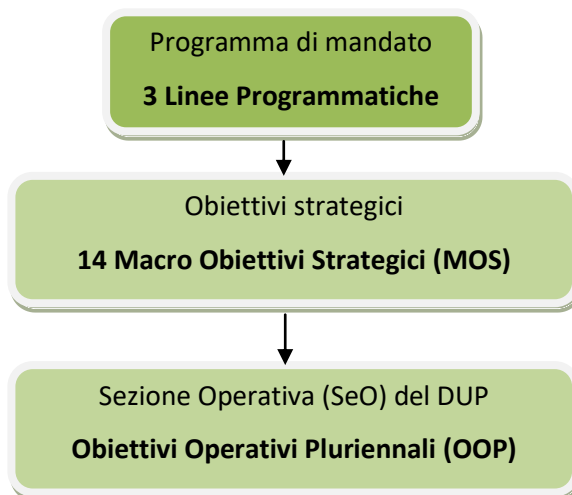 Programma di mandato
3 Linee Programmatiche
Obiettivi strategici
14 Macro Obiettivi Strategici (MOS)
Sezione Operativa (SeO) del DUP
Obiettivi Operativi Pluriennali (OOP)